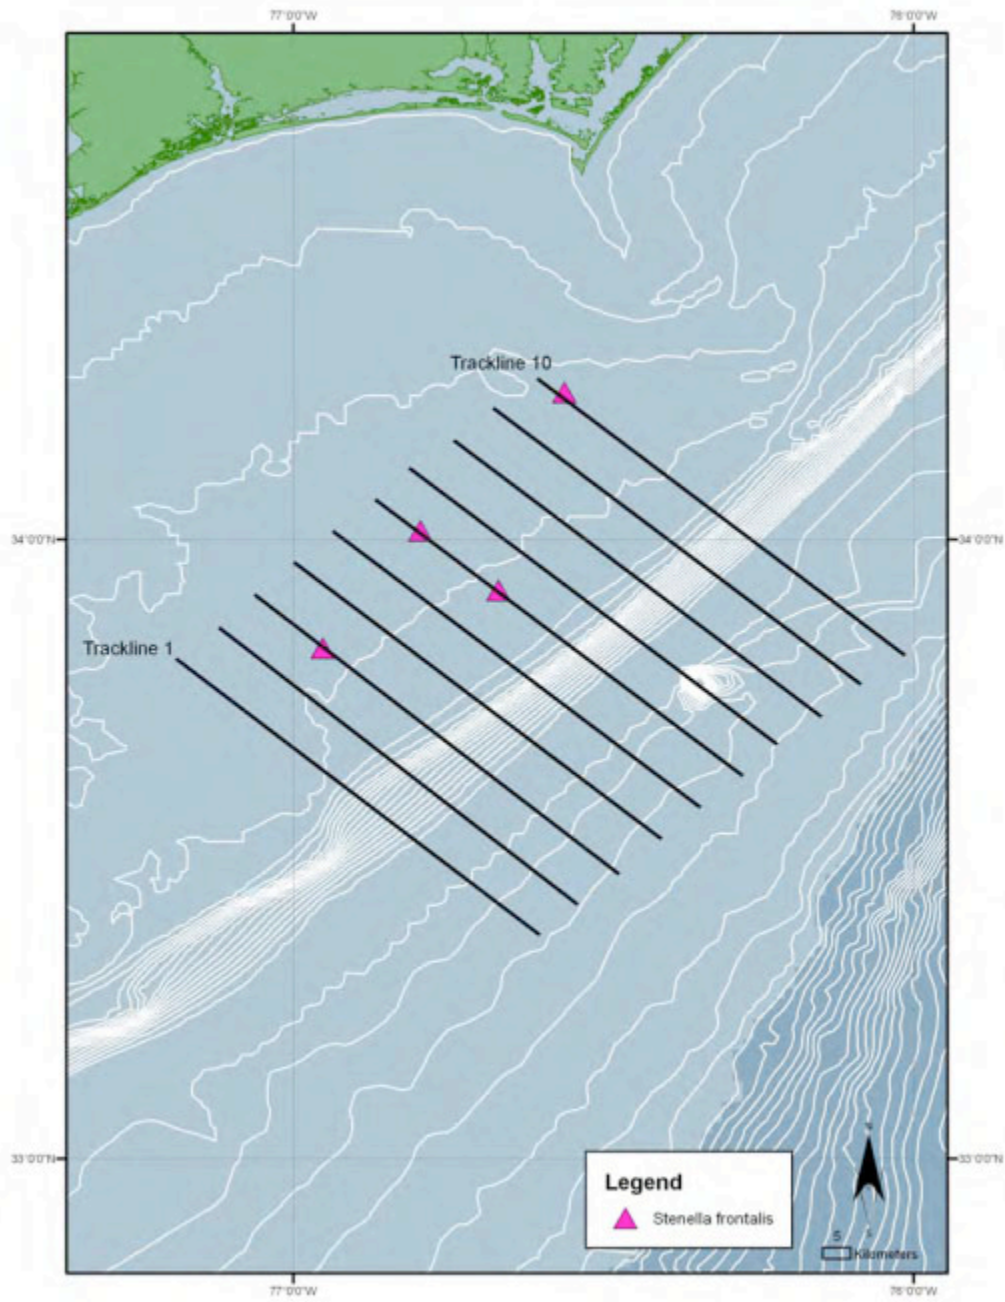 77°0'0"W 76°0'0"W
Trackline 10
34°0'0"N 34°0'0"N
Trackline 1
33°0'0"N 33°0'0"N
N
Legend
Stenella frontalis
S
5
Kilometers
77°0'0"W 76°0'0"W